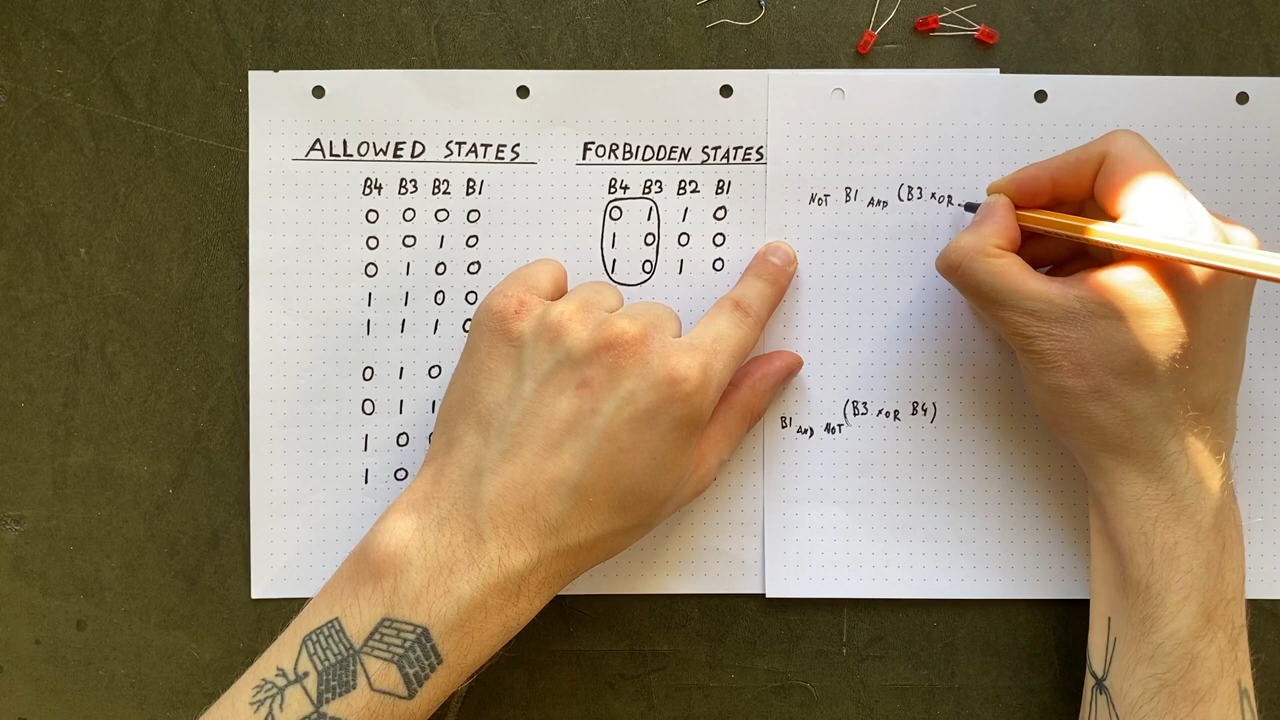 ALLOWED STATES
B4 B3 B2 B1
0 0 0 0
0 0 1 0
0 1 0 0
1 1 0 0
1 1 1 0
0 1 0
0 1 1
1 0
1 0
FORBIDDEN STATES
B4 B3 B2 B1
0 1 1 0
1 0 0 0
1 0 1 0
NOT B1 AND (B3 XOR
B1 AND NOT (B3 XOR B4)